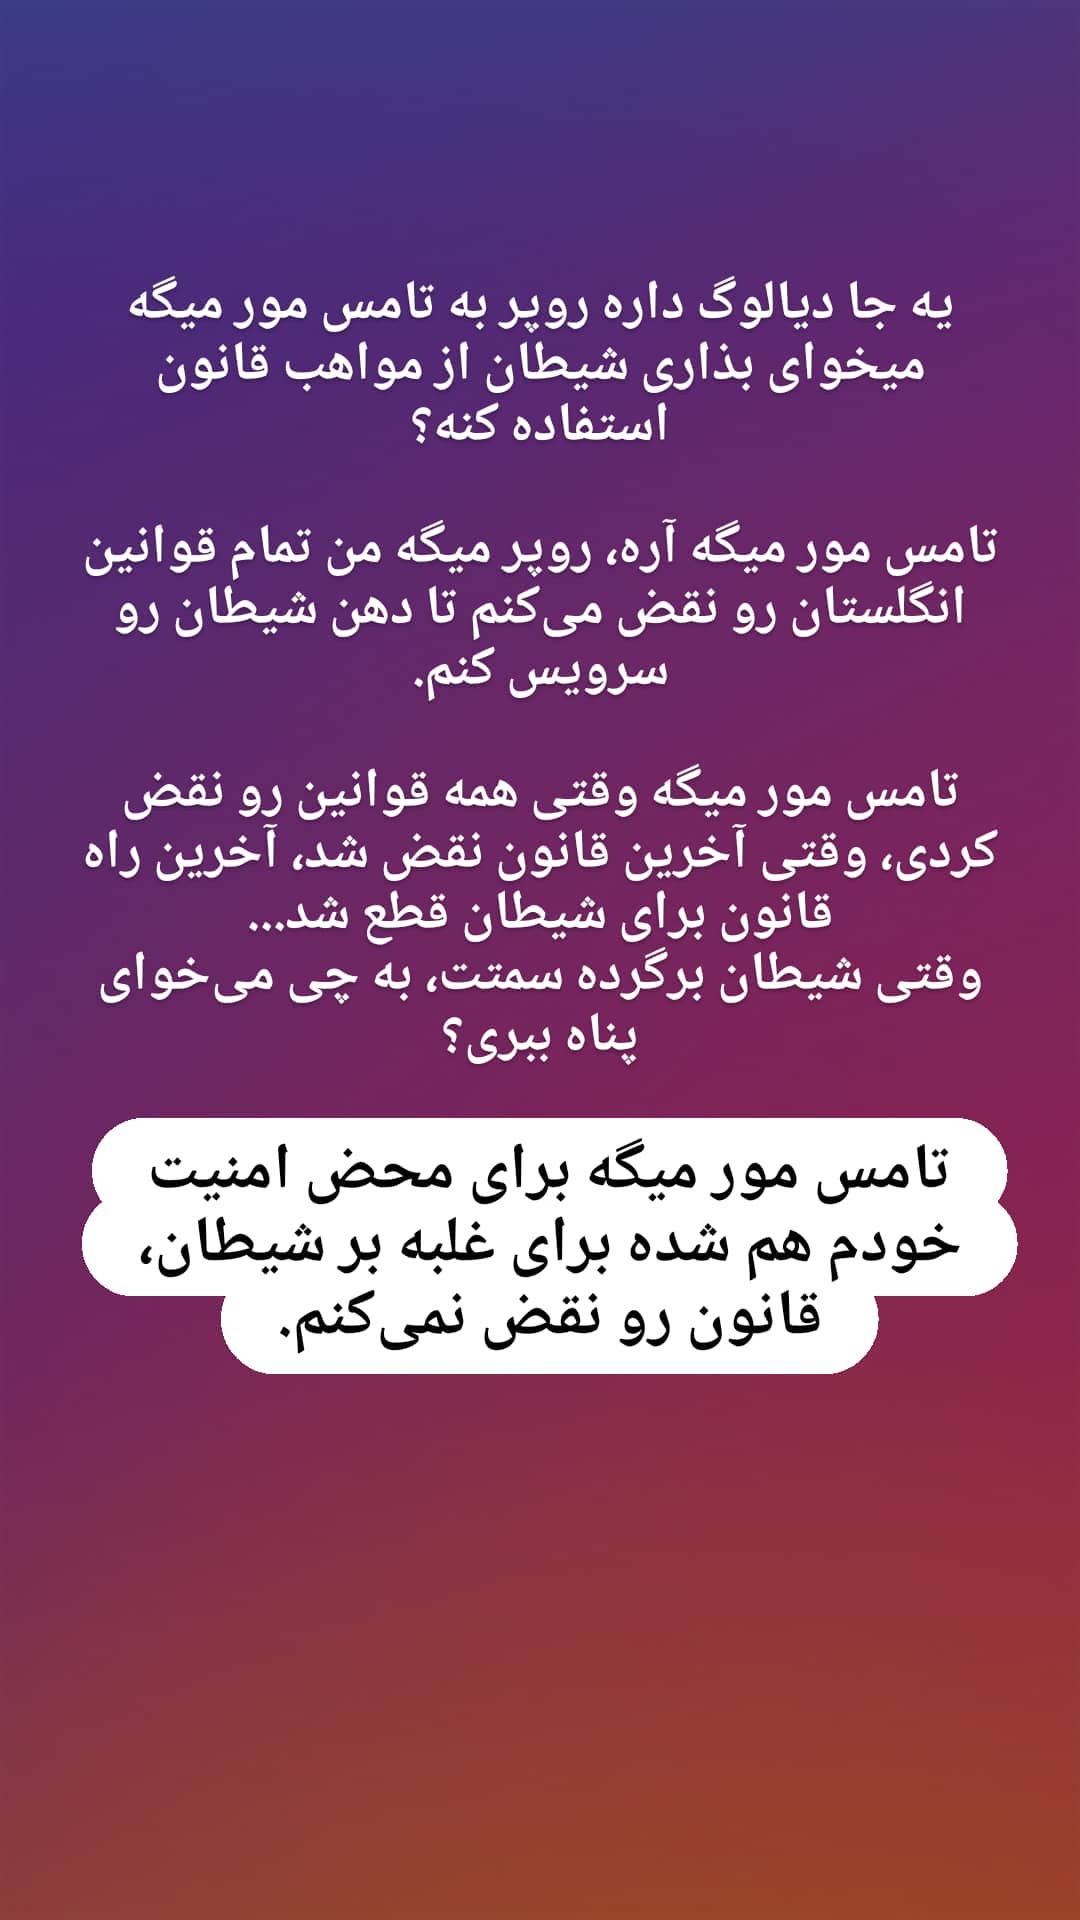 یه جا دیالوگ داره روپر به تامس مور میگه
میخوای بذاری شیطان از مواهب قانون
استفاده کنه؟
تامس مور میگه آره، روپر میگه من تمام قوانین
انگلستان رو نقض می‌کنم تا دهن شیطان رو
سرویس کنم.
تامس مور میگه وقتی همه قوانین رو نقض
کردی، وقتی آخرین قانون نقض شد، آخرین راه
قانون برای شیطان قطع شد...
وقتی شیطان برگرده سمتت، به چی می‌خوای
پناه ببری؟
تامس مور میگه برای محض امنیت
خودم هم شده برای غلبه بر شیطان،
قانون رو نقض نمی‌کنم.